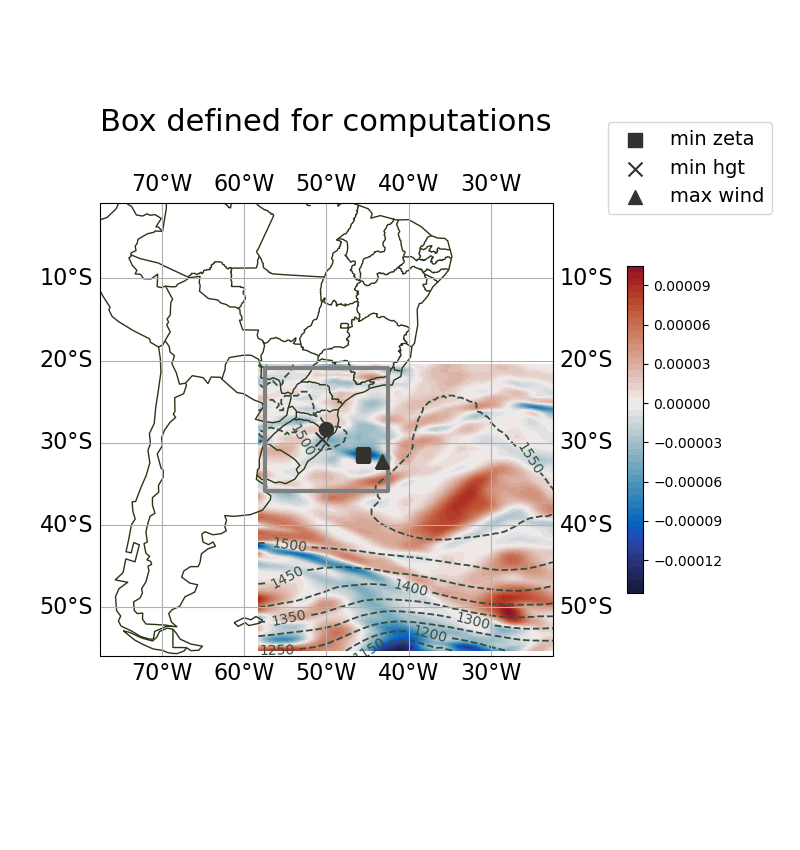 Box defined for computations
min zeta
min hgt
max wind
70°W 60°W 50°W 40°W 30°W
10°S 10°S
20°S 20°S
30°S 30°S
40°S 40°S
50°S 50°S
0.00009
0.00006
0.00003
0.00000
−0.00003
−0.00006
−0.00009
−0.00012
1500
1550
1500
1450
1400
1350
1300
1200
1250
1150
70°W 60°W 50°W 40°W 30°W